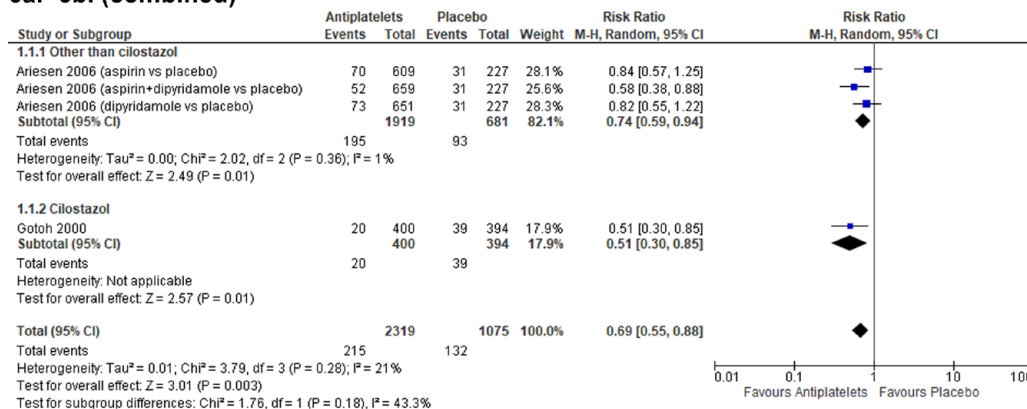 Antiplatelets Placebo Risk Ratio Risk Ratio
Study or Subgroup Events Total Events Total Weight M-H, Random, 95% CI M-H, Random, 95% CI
1.1.1 Other than cilostazol
Ariesen 2006 (aspirin vs placebo) 70 609 31 227 28.1% 0.84 [0.57, 1.25]
Ariesen 2006 (aspirin+dipyridamole vs placebo) 52 659 31 227 25.6% 0.58 [0.38, 0.88]
Ariesen 2006 (dipyridamole vs placebo) 73 651 31 227 28.3% 0.82 [0.55, 1.22]
Subtotal (95% CI) 1919 681 82.1% 0.74 [0.59, 0.94]
Total events 195 93
Heterogeneity: Tau² = 0.00; Chi² = 2.02, df = 2 (P = 0.36); I² = 1%
Test for overall effect: Z = 2.49 (P = 0.01)
1.1.2 Cilostazol
Gotoh 2000 20 400 39 394 17.9% 0.51 [0.30, 0.85]
Subtotal (95% CI) 400 394 17.9% 0.51 [0.30, 0.85]
Total events 20 39
Heterogeneity: Not applicable
Test for overall effect: Z = 2.57 (P = 0.01)
Total (95% CI) 2319 1075 100.0% 0.69 [0.55, 0.88]
Total events 215 132
Heterogeneity: Tau² = 0.01; Chi² = 3.79, df = 3 (P = 0.28); I² = 21%
Test for overall effect: Z = 3.01 (P = 0.003)
Test for subgroup differences: Chi² = 1.76, df = 1 (P = 0.18), I² = 43.3%
0.01 0.1 1 10 100
Favours Antiplatelets Favours Placebo